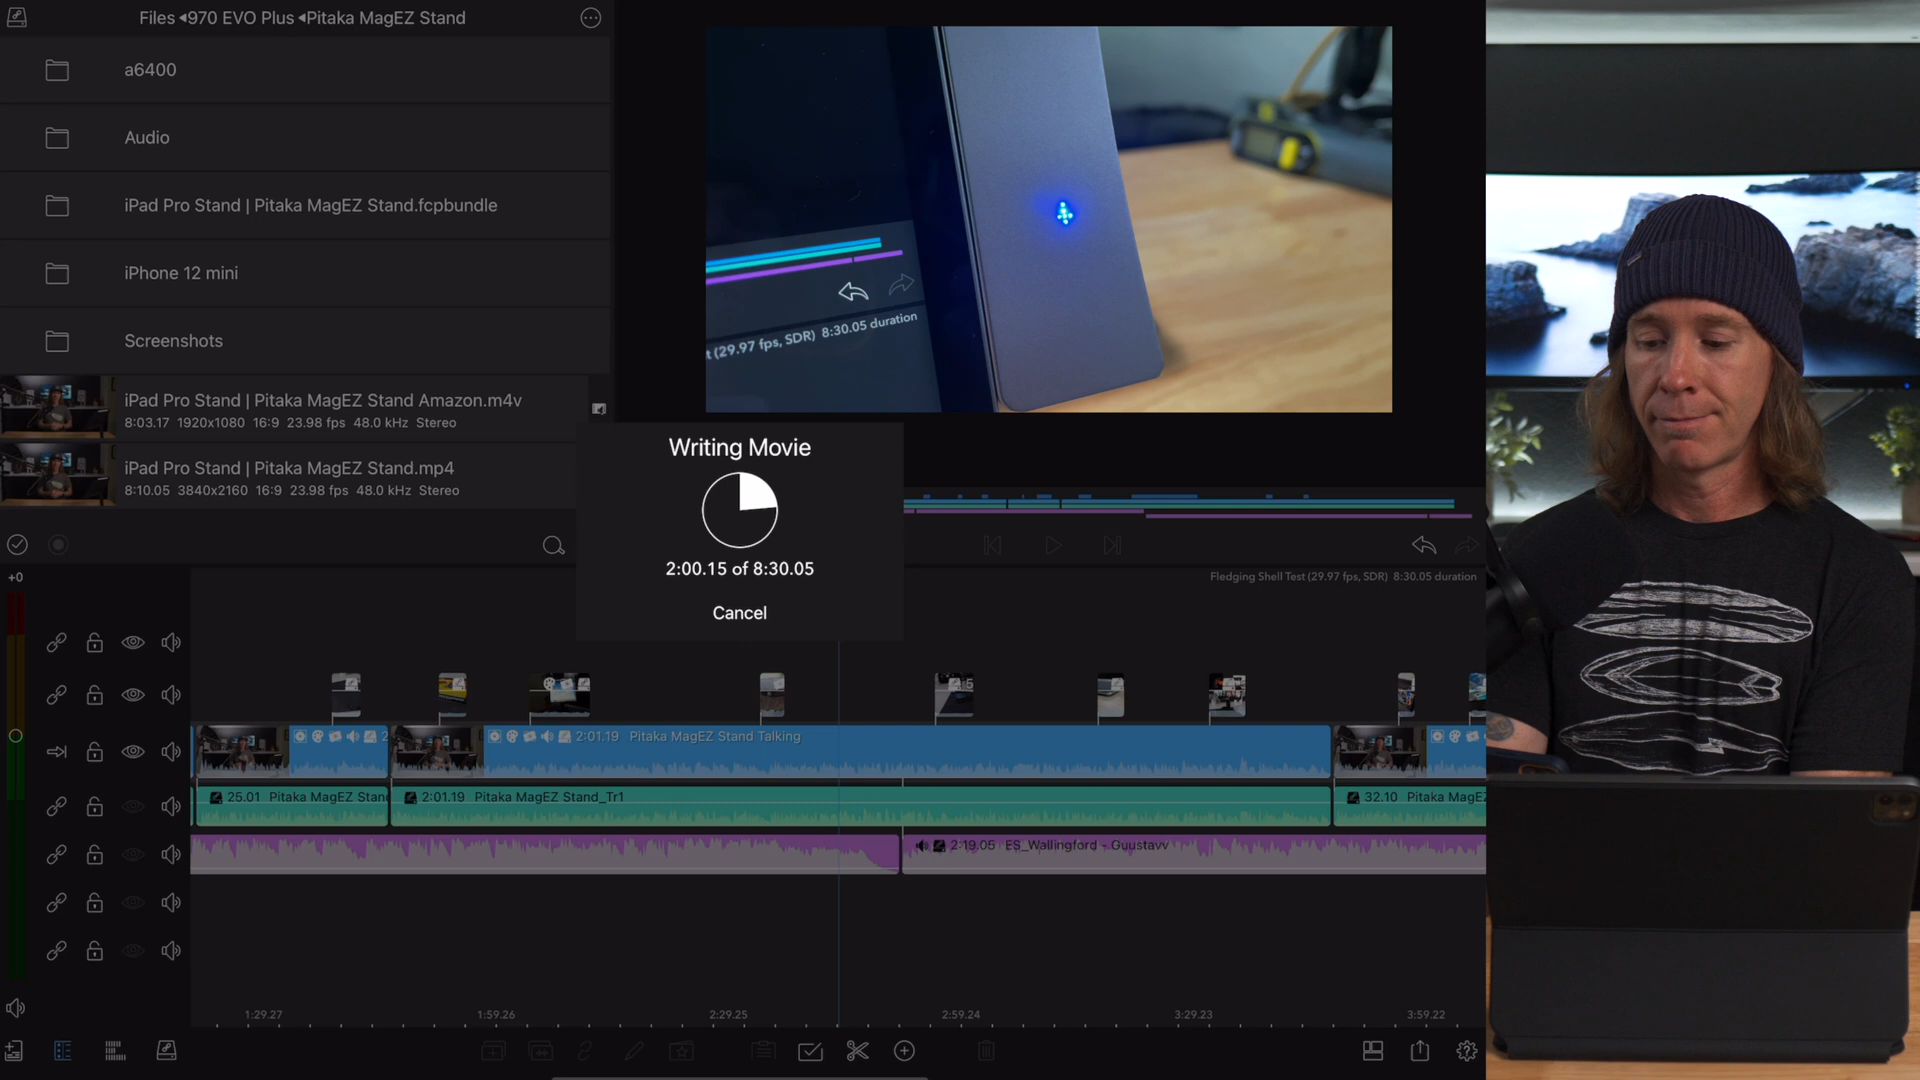 Files ◂970 EVO Plus ◂Pitaka MagEZ Stand
a6400
Audio
iPad Pro Stand | Pitaka MagEZ Stand.fcpbundle
iPhone 12 mini
Screenshots
iPad Pro Stand | Pitaka MagEZ Stand Amazon.m4v
8:03.17 1920x1080 16:9 23.98 fps 48.0 kHz Stereo
iPad Pro Stand | Pitaka MagEZ Stand.mp4
8:10.05 3840x2160 16:9 23.98 fps 48.0 kHz Stereo
t (29.97 fps, SDR) 8:30.05 duration
Writing Movie
2:00.15 of 8:30.05
Cancel
+0
Fledging Shell Test (29.97 fps, SDR) 8:30.05 duration
2
2:01.19 Pitaka MagEZ Stand Talking
25.01 Pitaka MagEZ Stand
2:01.19 Pitaka MagEZ Stand_Tr1
32.10 Pitaka MagEZ
2:19.05 ES_Wallingford - Guustavv
1:29.27
1:59.26
2:29.25
2:59.24
3:29.23
3:59.22